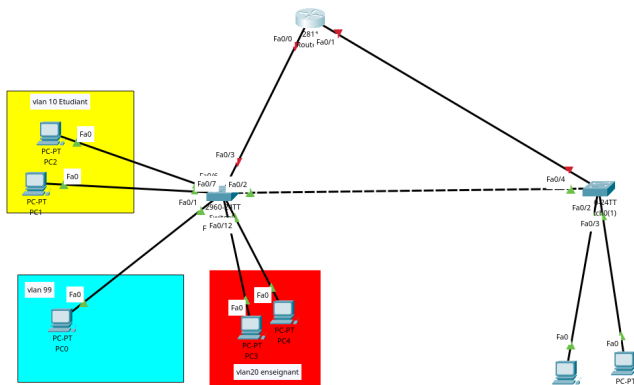 Fa0/0
Fa0/1
vlan 10 Etudiant
Fa0
PC-PT
PC2
Fa0
PC-PT
PC1
Fa0/3
Fa0/7
Fa0/2
Fa0/1
Fa0/12
Fa0/4
Fa0/2
Fa0/3
vlan 99
Fa0
PC-PT
PC0
Fa0
Fa0
PC-PT
PC3
PC-PT
PC4
vlan20 enseignant
Fa0
Fa0
PC-PT